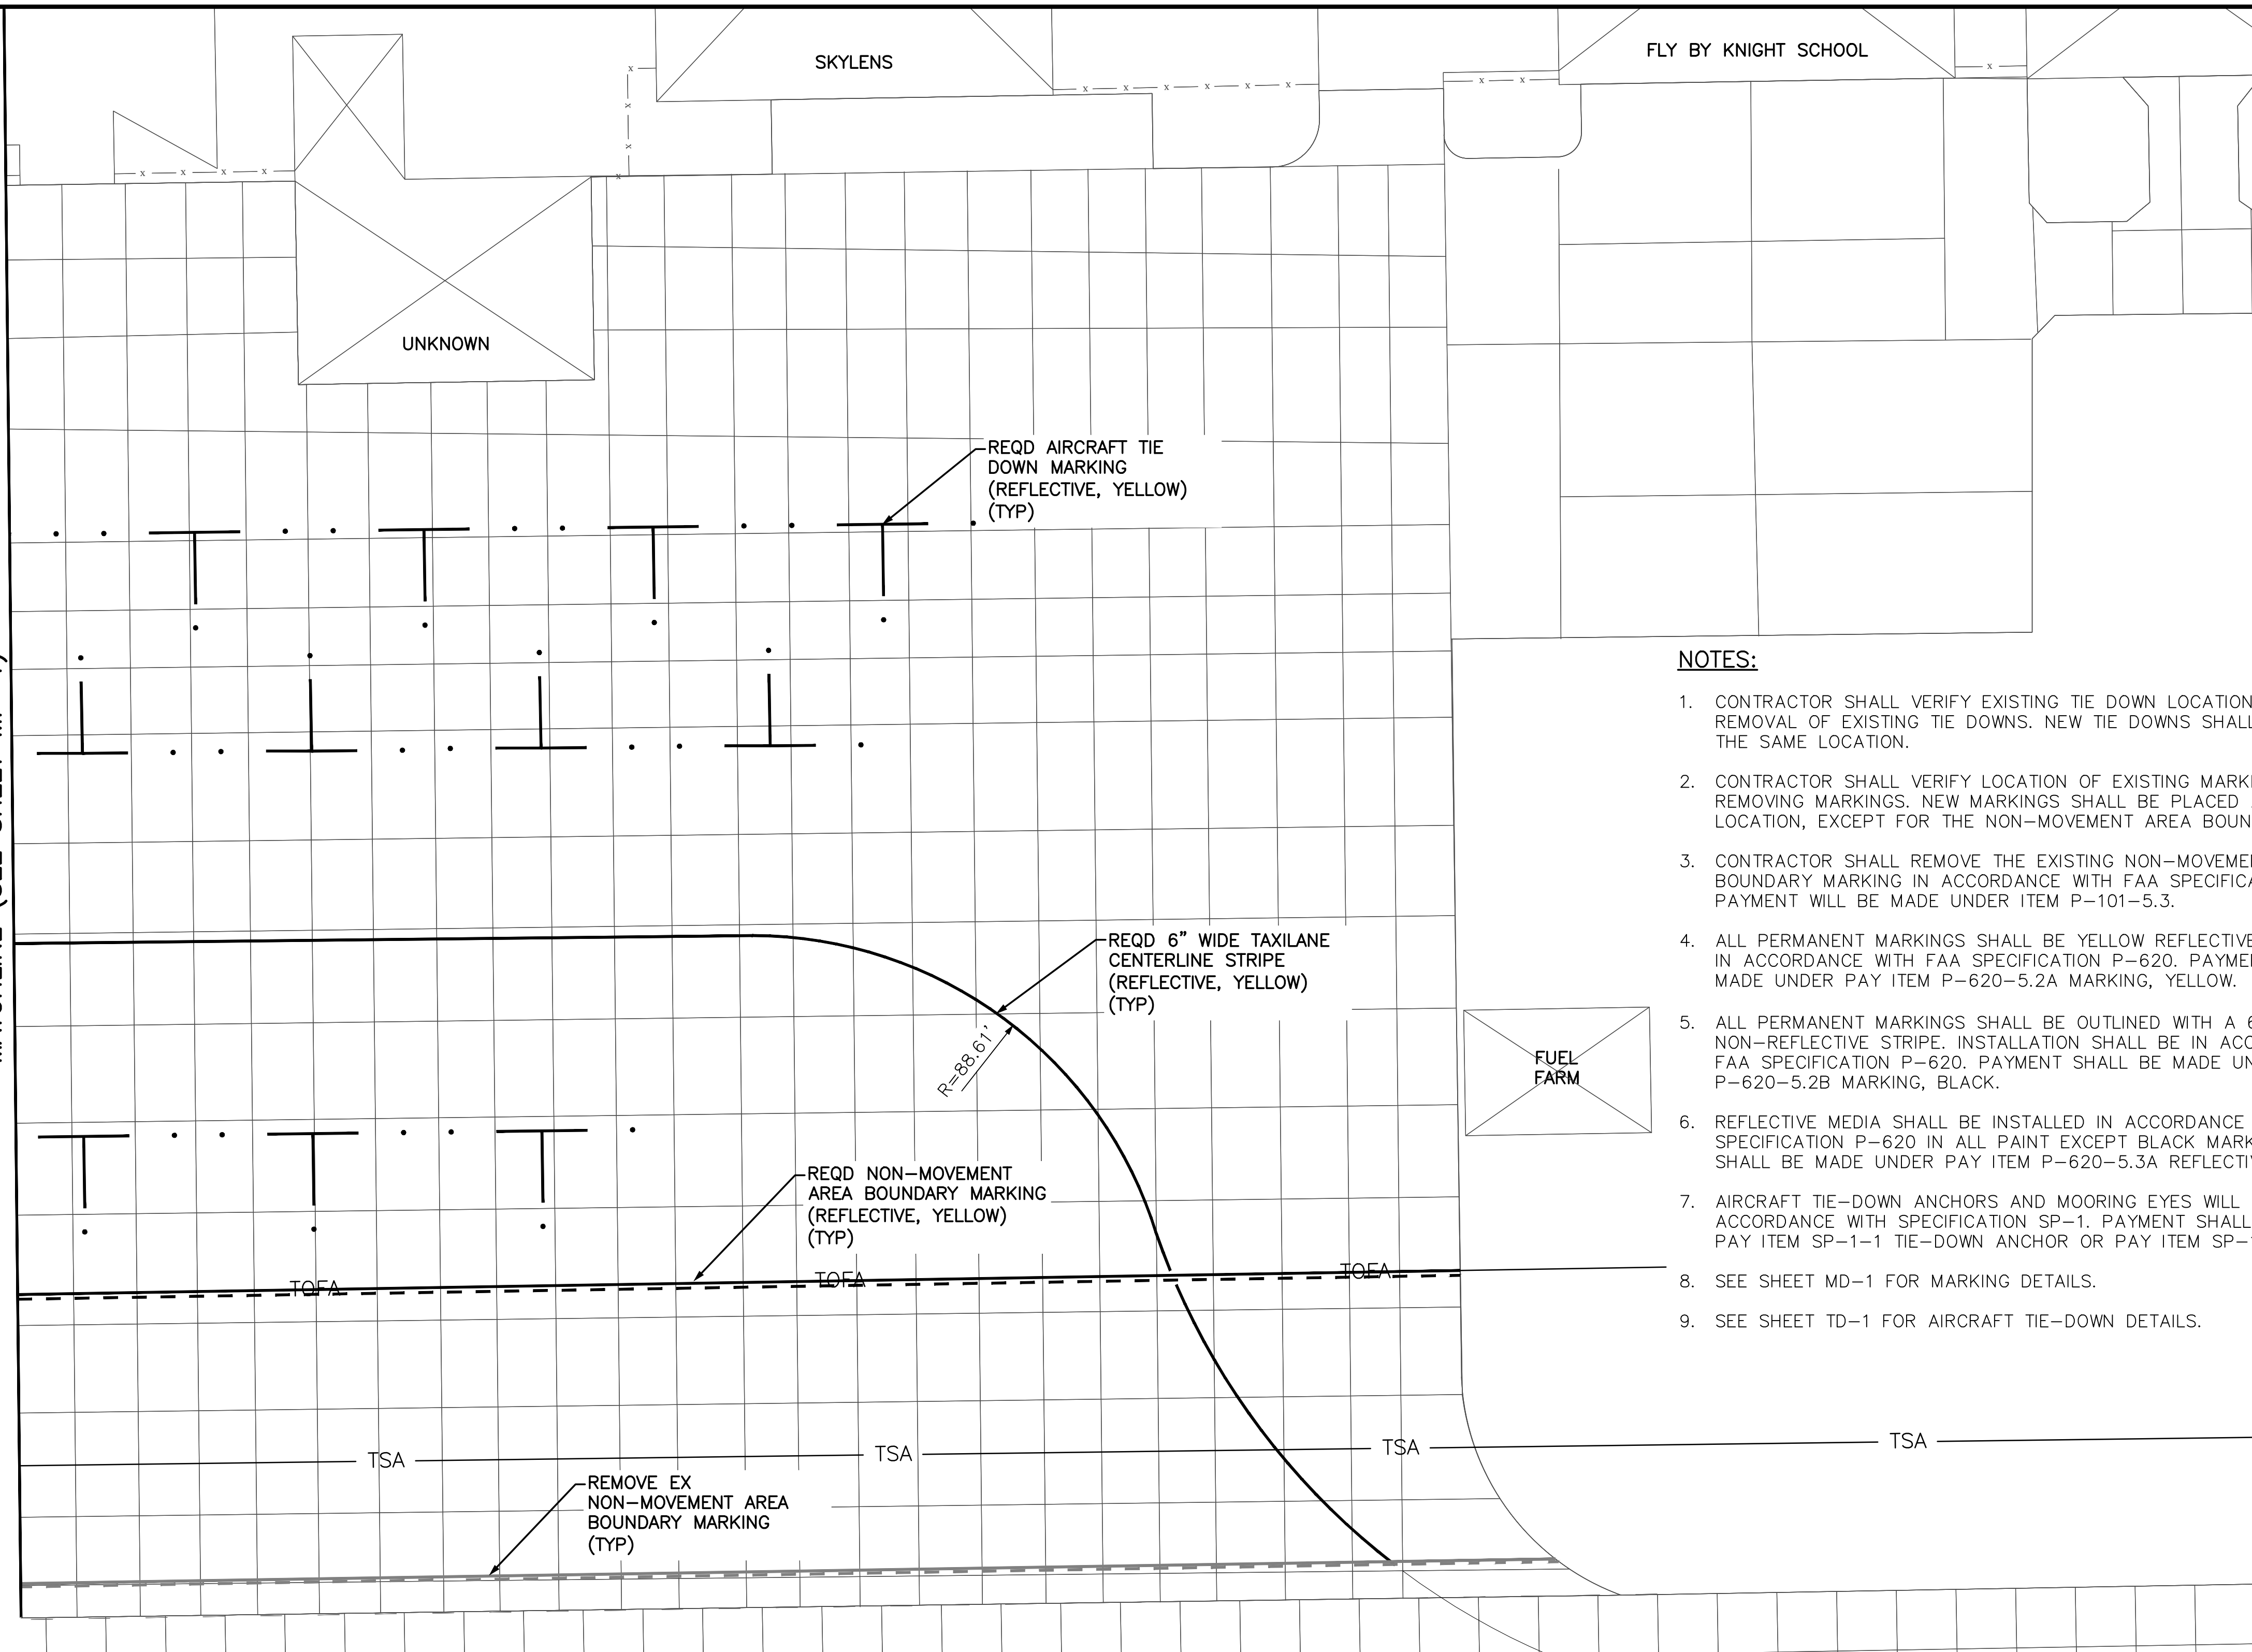 SKYLENS
FLY BY KNIGHT SCHOOL
UNKNOWN
REQD AIRCRAFT TIE
DOWN MARKING
(REFLECTIVE, YELLOW)
(TYP)
NOTES:
1. CONTRACTOR SHALL VERIFY EXISTING TIE DOWN LOCATION
REMOVAL OF EXISTING TIE DOWNS. NEW TIE DOWNS SHALL
THE SAME LOCATION.
2. CONTRACTOR SHALL VERIFY LOCATION OF EXISTING
REMOVING MARKINGS. NEW MARKINGS SHALL BE PLACED
LOCATION, EXCEPT FOR THE NON-MOVEMENT AREA
3. CONTRACTOR SHALL REMOVE THE EXISTING
BOUNDARY MARKING IN ACCORDANCE WITH FAA
PAYMENT WILL BE MADE UNDER ITEM P-101-5.3.
4. ALL PERMANENT MARKINGS SHALL BE YELLOW REFLECTIVE
IN ACCORDANCE WITH FAA SPECIFICATION P-620.
MADE UNDER PAY ITEM P-620-5.2A MARKING, YELLOW.
5. ALL PERMANENT MARKINGS SHALL BE OUTLINED WITH A 6
NON-REFLECTIVE STRIPE. INSTALLATION SHALL BE IN
FAA SPECIFICATION P-620. PAYMENT SHALL BE MADE
P-620-5.2B MARKING, BLACK.
6. REFLECTIVE MEDIA SHALL BE INSTALLED IN ACCORDANCE
SPECIFICATION P-620 IN ALL PAINT EXCEPT BLACK
SHALL BE MADE UNDER PAY ITEM P-620-5.3A
7. AIRCRAFT TIE-DOWN ANCHORS AND MOORING EYES WILL
ACCORDANCE WITH SPECIFICATION SP-1. PAYMENT SHALL
PAY ITEM SP-1-1 TIE-DOWN ANCHOR OR PAY ITEM
8. SEE SHEET MD-1 FOR MARKING DETAILS.
9. SEE SHEET TD-1 FOR AIRCRAFT TIE-DOWN DETAILS.
REQD 6" WIDE TAXILANE
CENTERLINE STRIPE
(REFLECTIVE, YELLOW)
(TYP)
R=88.61'
FUEL
FARM
REQD NON-MOVEMENT
AREA BOUNDARY MARKING
(REFLECTIVE, YELLOW)
(TYP)
TOFA TOFA TOFA
TSA TSA TSA TSA
REMOVE EX
NON-MOVEMENT AREA
BOUNDARY MARKING
(TYP)